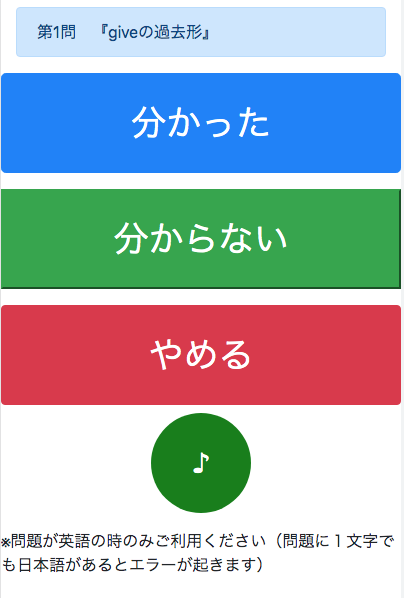 第1問　『giveの過去形』
分かった
分からない
やめる
♪
※問題が英語の時のみご利用ください（問題に１文字で
も日本語があるとエラーが起きます）